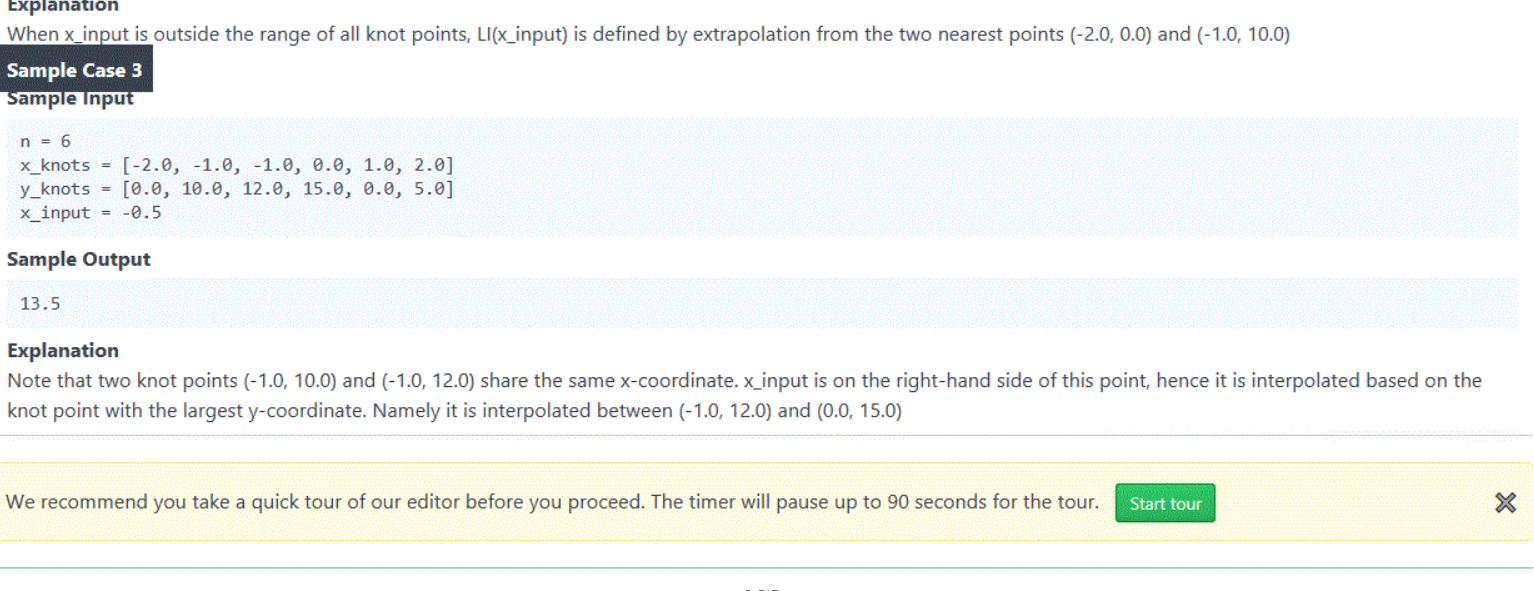 Explanation
When x_input is outside the range of all knot points, LI(x_input) is defined by extrapolation from the two nearest points (-2.0, 0.0) and (-1.0, 10.0)
Sample Case 3
Sample Input
n = 6
x_knots = [-2.0, -1.0, -1.0, 0.0, 1.0, 2.0]
y_knots = [0.0, 10.0, 12.0, 15.0, 0.0, 5.0]
x_input = -0.5
Sample Output
13.5
Explanation
Note that two knot points (-1.0, 10.0) and (-1.0, 12.0) share the same x-coordinate. x_input is on the right-hand side of this point, hence it is interpolated based on the
knot point with the largest y-coordinate. Namely it is interpolated between (-1.0, 12.0) and (0.0, 15.0)
We recommend you take a quick tour of our editor before you proceed. The timer will pause up to 90 seconds for the tour.
Start tour